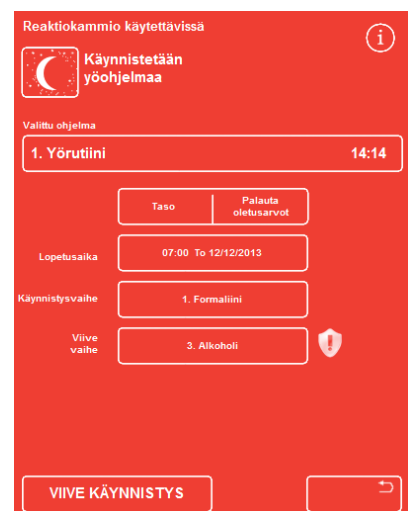 Reaktiokammio käytettävissä
i
Käynnistetään
yöohjelmaa
Valittu ohjelma
1. Yörutiini 14:14
Taso
Palauta
oletusarvot
Lopetusaika
07:00 To 12/12/2013
Käynnistysvaihe
1. Formaliini
Viive
vaihe
3. Alkoholi
!
VIIVE KÄYNNISTYS